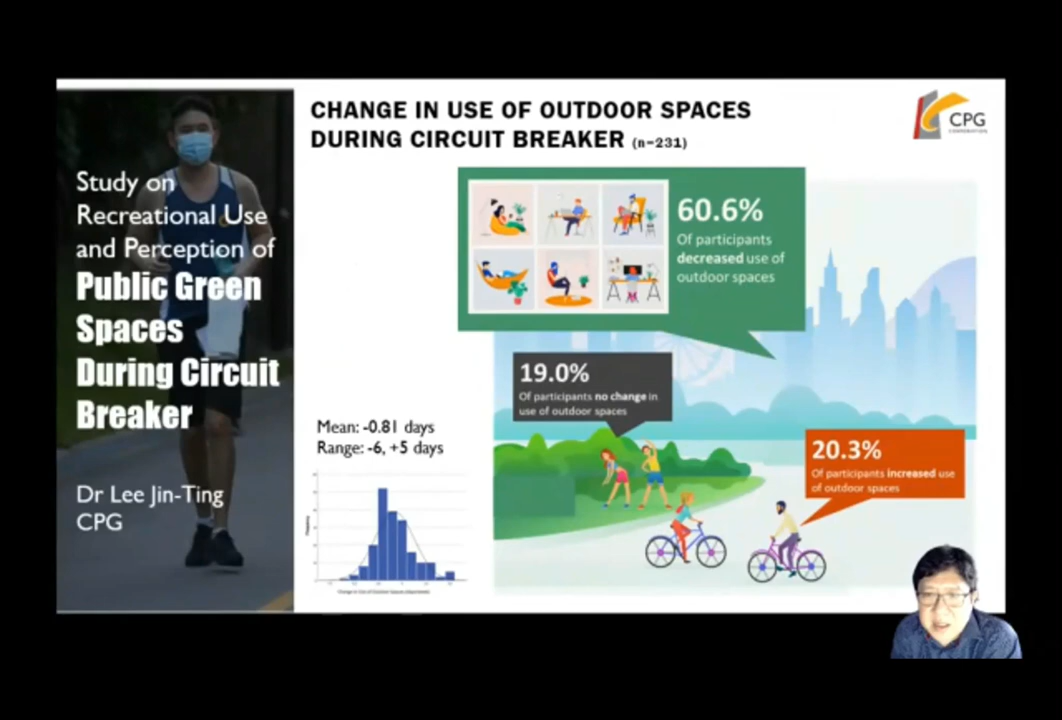 Study on
Recreational Use
and Perception of
Public Green
Spaces
During Circuit
Breaker
Dr Lee Jin-Ting
CPG
CHANGE IN USE OF OUTDOOR SPACES
DURING CIRCUIT BREAKER (n=231)
CPG
CORPORATION
60.6%
Of participants
decreased use of
outdoor spaces
19.0%
Of participants no change in
use of outdoor spaces
20.3%
Of participants increased use
of outdoor spaces
Mean: -0.81 days
Range: -6, +5 days
Frequency